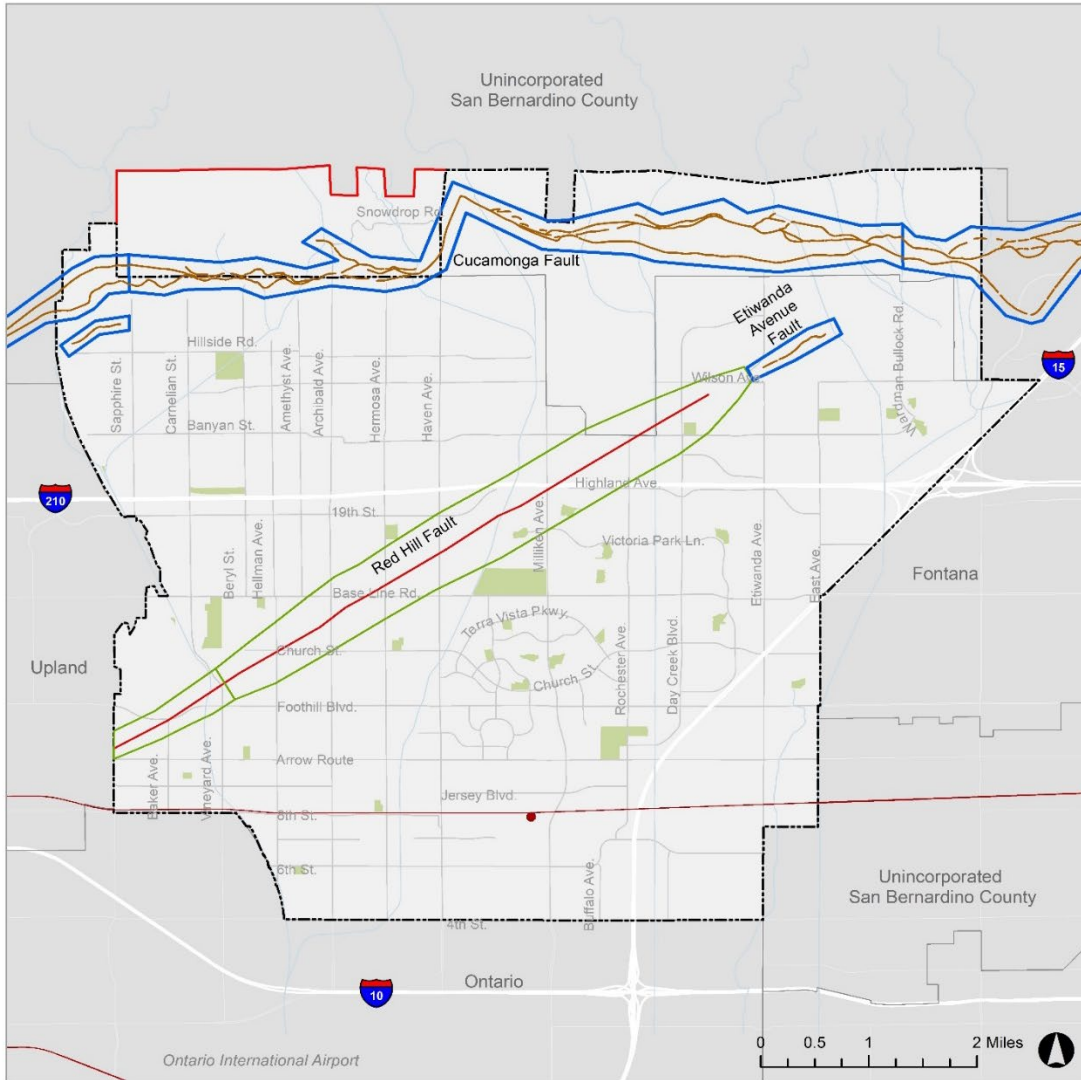 Unincorporated
San Bernardino County
Snowdrop Rd
Cucamonga Fault
Etiwanda
Avenue
Fault
Hillside Rd.
Wilson Ave.
15
Sapphire St.
Carnelian St.
Amethyst Ave.
Archibald Ave.
Hermosa Ave.
Haven Ave.
Wardman Bullock Rd.
Banyan St.
210
Highland Ave.
19th St.
Red Hill Fault
Milliken Ave.
Victoria Park Ln.
Beryl St.
Hellman Ave.
Base Line Rd.
Etiwanda Ave.
East Ave.
Fontana
Terra Vista Pkwy.
Upland
Church St.
Church St.
Rochester Ave.
Day Creek Blvd.
Foothill Blvd.
Baker Ave.
Vineyard Ave.
Arrow Route
Jersey Blvd.
8th St.
6th St.
Buffalo Ave.
Unincorporated
San Bernardino County
4th St.
Ontario
10
0 0.5 1 2 Miles
Ontario International Airport